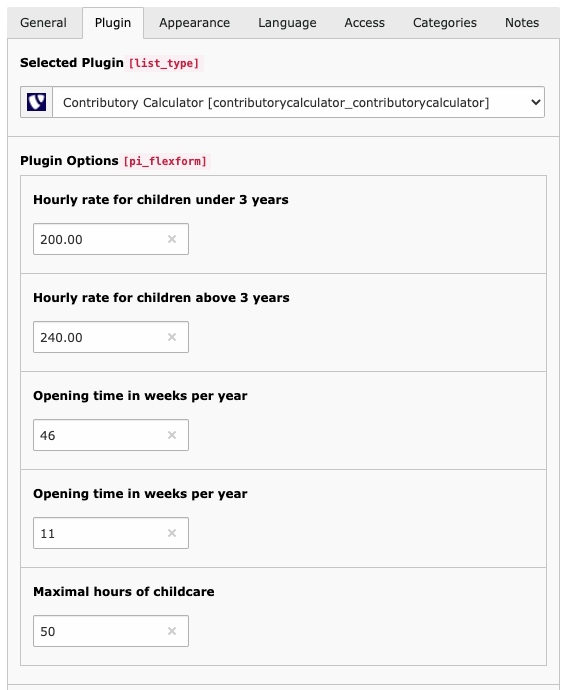 General Plugin Appearance Language Access Categories Notes
Selected Plugin [list_type]
Contributory Calculator [contributorycalculator_contributorycalculator]
Plugin Options [pi_flexform]
Hourly rate for children under 3 years
200.00
Hourly rate for children above 3 years
240.00
Opening time in weeks per year
46
Opening time in weeks per year
11
Maximal hours of childcare
50